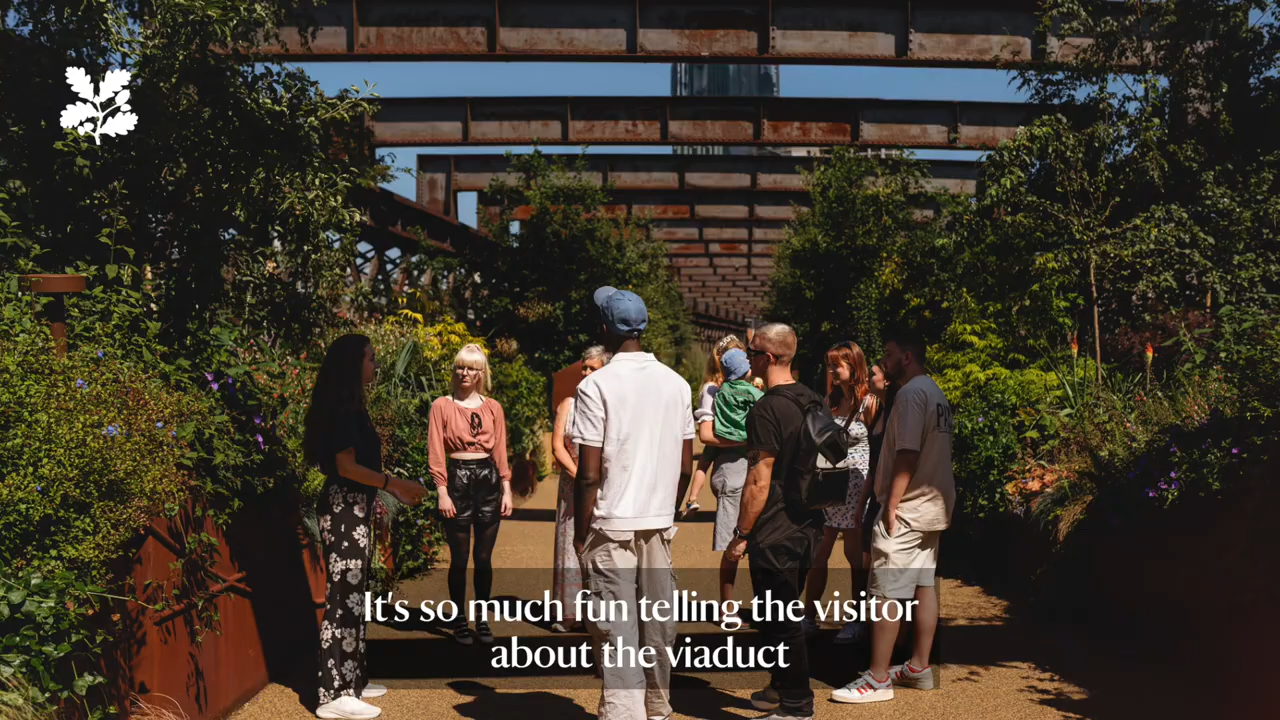 It's so much fun telling the visitor
about the viaduct